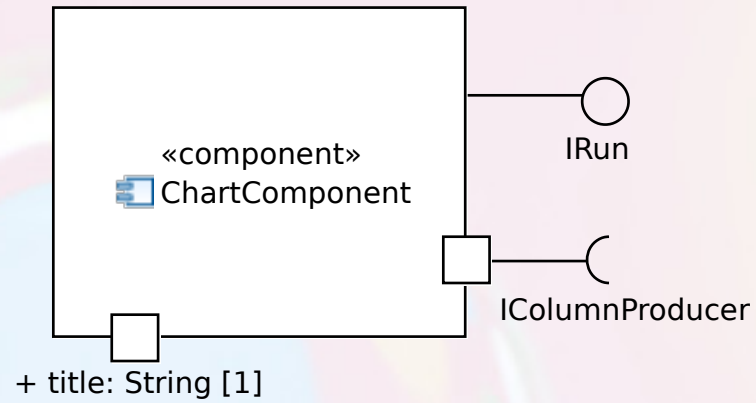 «component»
ChartComponent
IRun
IColumnProducer
+ title: String [1]